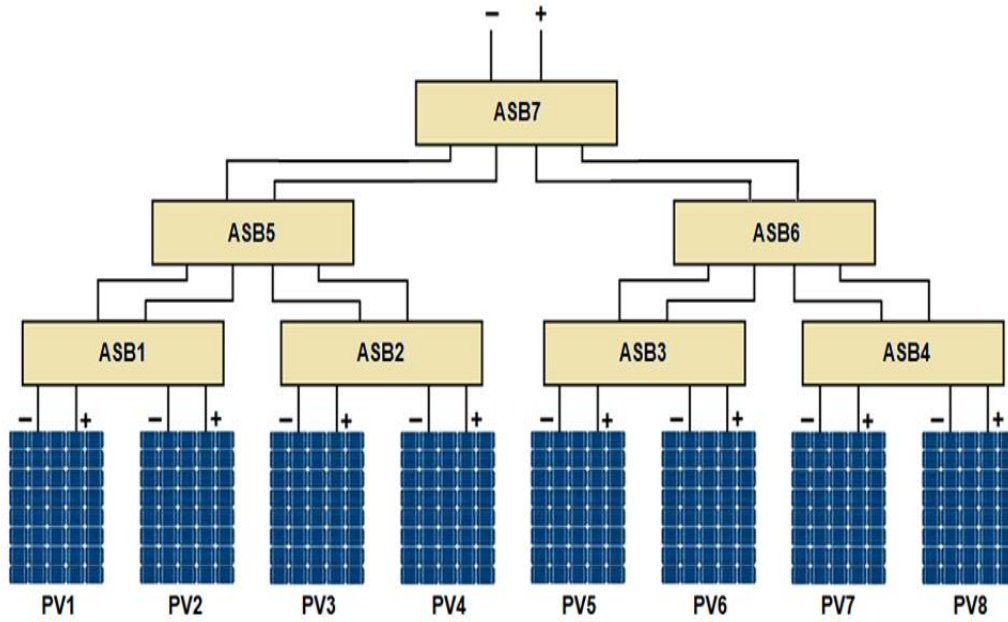 − +
ASB7
ASB5 ASB6
ASB1 ASB2 ASB3 ASB4
− + − + − + − + − + − + − + − +
PV1 PV2 PV3 PV4 PV5 PV6 PV7 PV8